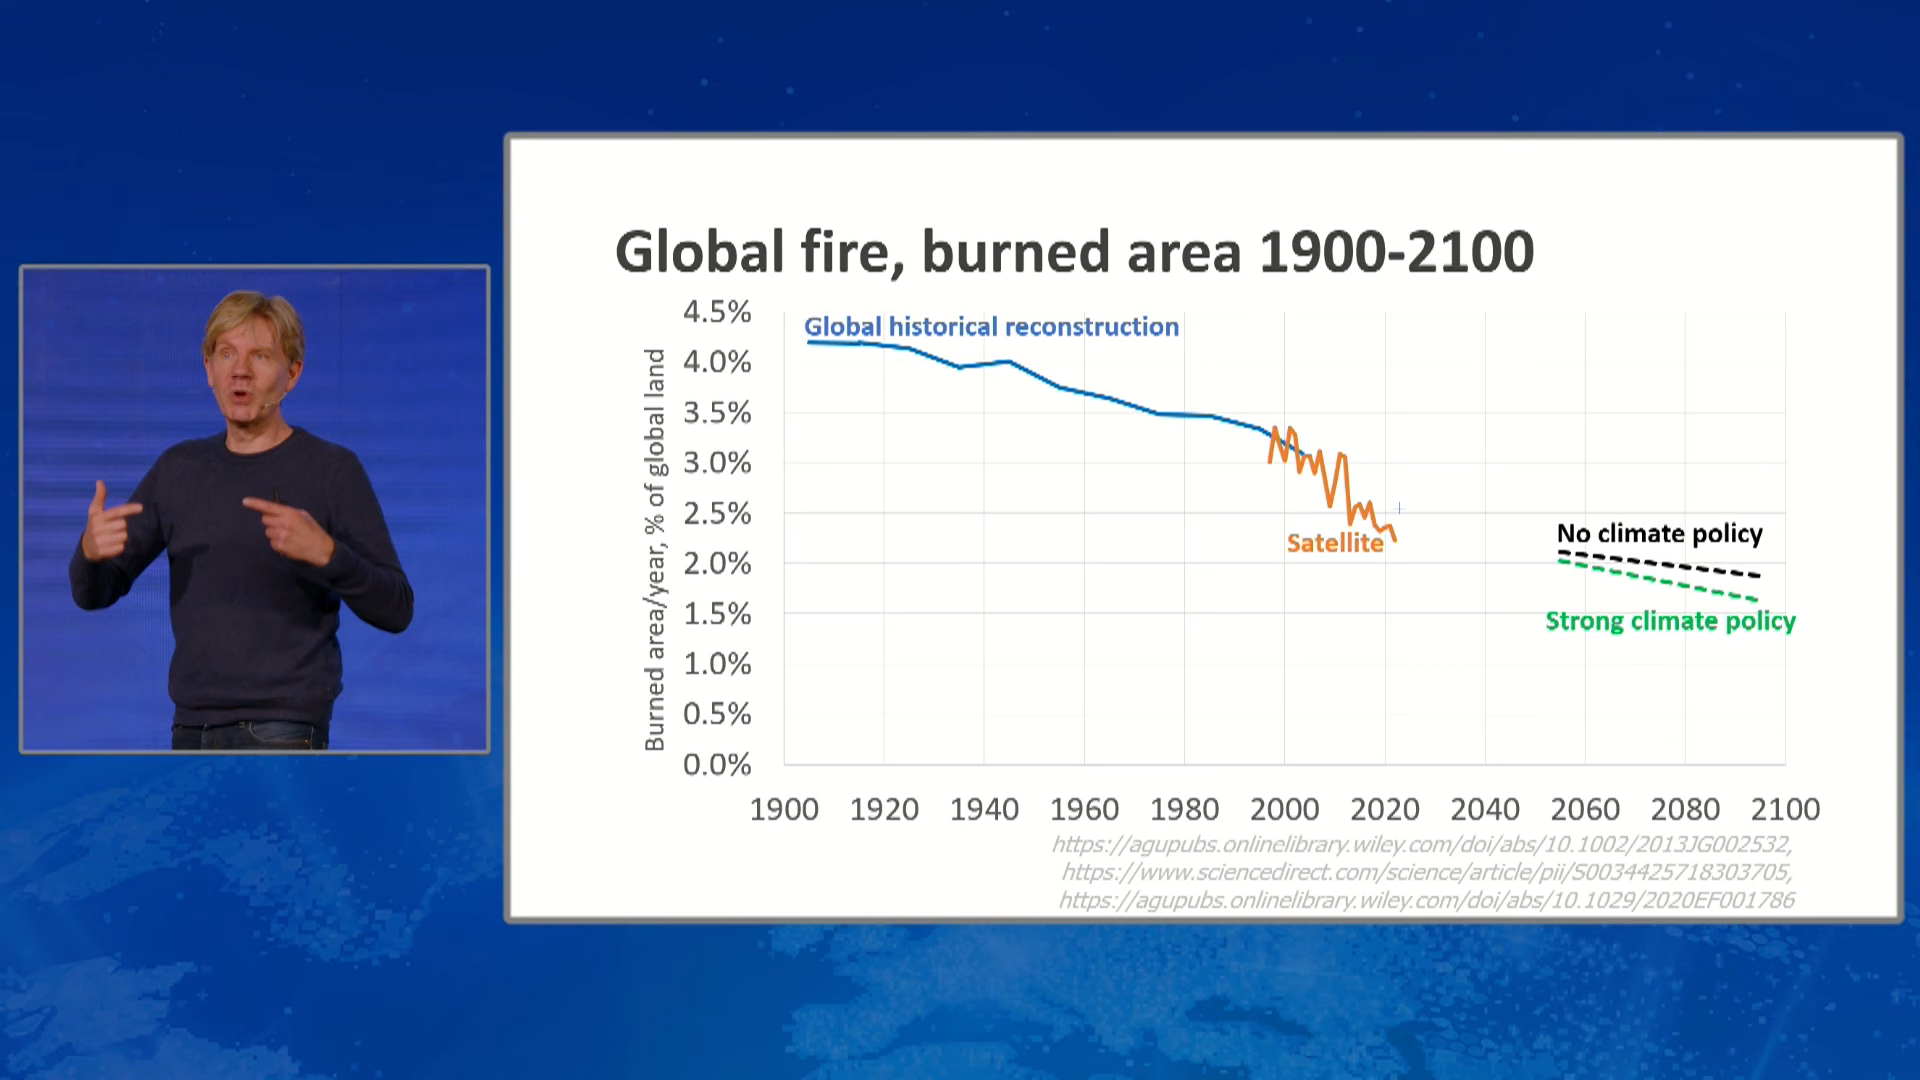 Global fire, burned area 1900-2100
Burned area/year, % of global land
4.5%
4.0%
3.5%
3.0%
2.5%
2.0%
1.5%
1.0%
0.5%
0.0%
Global historical reconstruction
Satellite
No climate policy
Strong climate policy
1900 1920 1940 1960 1980 2000 2020 2040 2060 2080 2100
https://agupubs.onlinelibrary.wiley.com/doi/abs/10.1002/2013JG002532,
https://www.sciencedirect.com/science/article/pii/S0034425718303705,
https://agupubs.onlinelibrary.wiley.com/doi/abs/10.1029/2020EF001786